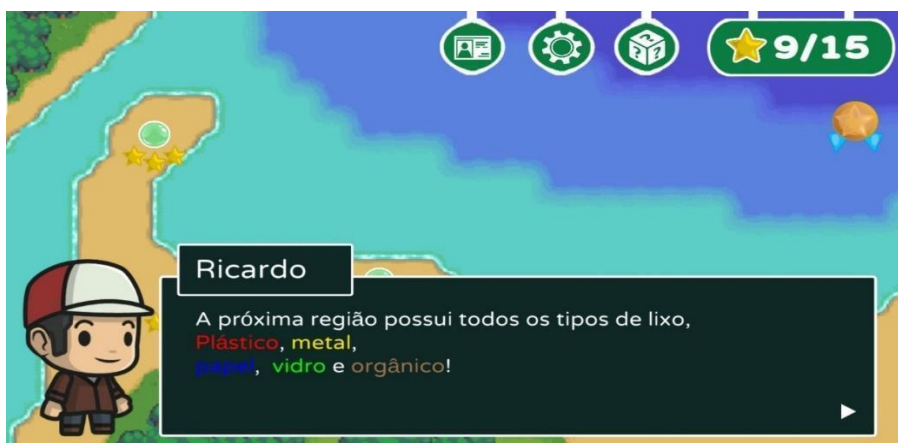 9/15
Ricardo
A próxima região possui todos os tipos de lixo,
Plástico, metal,
papel, vidro e orgânico!